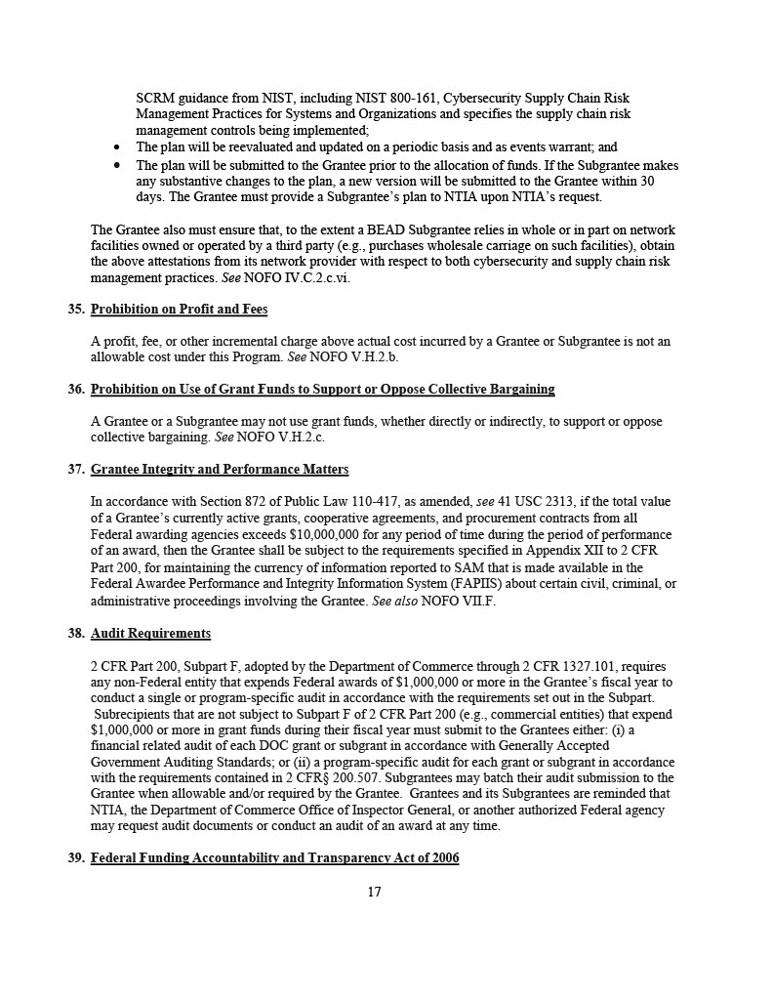 SCRM guidance from NIST, including NIST 800-161, Cybersecurity Supply Chain Risk
Management Practices for Systems and Organizations and specifies the supply chain risk
management controls being implemented;
• The plan will be reevaluated and updated on a periodic basis and as events warrant; and
• The plan will be submitted to the Grantee prior to the allocation of funds. If the Subgrantee makes
any substantive changes to the plan, a new version will be submitted to the Grantee within 30
days. The Grantee must provide a Subgrantee’s plan to NTIA upon NTIA’s request.
The Grantee also must ensure that, to the extent a BEAD Subgrantee relies in whole or in part on network
facilities owned or operated by a third party (e.g., purchases wholesale carriage on such facilities), obtain
the above attestations from its network provider with respect to both cybersecurity and supply chain risk
management practices. See NOFO IV.C.2.c.vi.
35. Prohibition on Profit and Fees
A profit, fee, or other incremental charge above actual cost incurred by a Grantee or Subgrantee is not an
allowable cost under this Program. See NOFO V.H.2.b.
36. Prohibition on Use of Grant Funds to Support or Oppose Collective Bargaining
A Grantee or a Subgrantee may not use grant funds, whether directly or indirectly, to support or oppose
collective bargaining. See NOFO V.H.2.c.
37. Grantee Integrity and Performance Matters
In accordance with Section 872 of Public Law 110-417, as amended, see 41 USC 2313, if the total value
of a Grantee’s currently active grants, cooperative agreements, and procurement contracts from all
Federal awarding agencies exceeds $10,000,000 for any period of time during the period of performance
of an award, then the Grantee shall be subject to the requirements specified in Appendix XII to 2 CFR
Part 200, for maintaining the currency of information reported to SAM that is made available in the
Federal Awardee Performance and Integrity Information System (FAPIIS) about certain civil, criminal, or
administrative proceedings involving the Grantee. See also NOFO VII.F.
38. Audit Requirements
2 CFR Part 200, Subpart F, adopted by the Department of Commerce through 2 CFR 1327.101, requires
any non-Federal entity that expends Federal awards of $1,000,000 or more in the Grantee’s fiscal year to
conduct a single or program-specific audit in accordance with the requirements set out in the Subpart.
Subrecipients that are not subject to Subpart F of 2 CFR Part 200 (e.g., commercial entities) that expend
$1,000,000 or more in grant funds during their fiscal year must submit to the Grantees either: (i) a
financial related audit of each DOC grant or subgrant in accordance with Generally Accepted
Government Auditing Standards; or (ii) a program-specific audit for each grant or subgrant in accordance
with the requirements contained in 2 CFR§ 200.507. Subgrantees may batch their audit submission to the
Grantee when allowable and/or required by the Grantee.  Grantees and its Subgrantees are reminded that
NTIA, the Department of Commerce Office of Inspector General, or another authorized Federal agency
may request audit documents or conduct an audit of an award at any time.
39. Federal Funding Accountability and Transparency Act of 2006
17